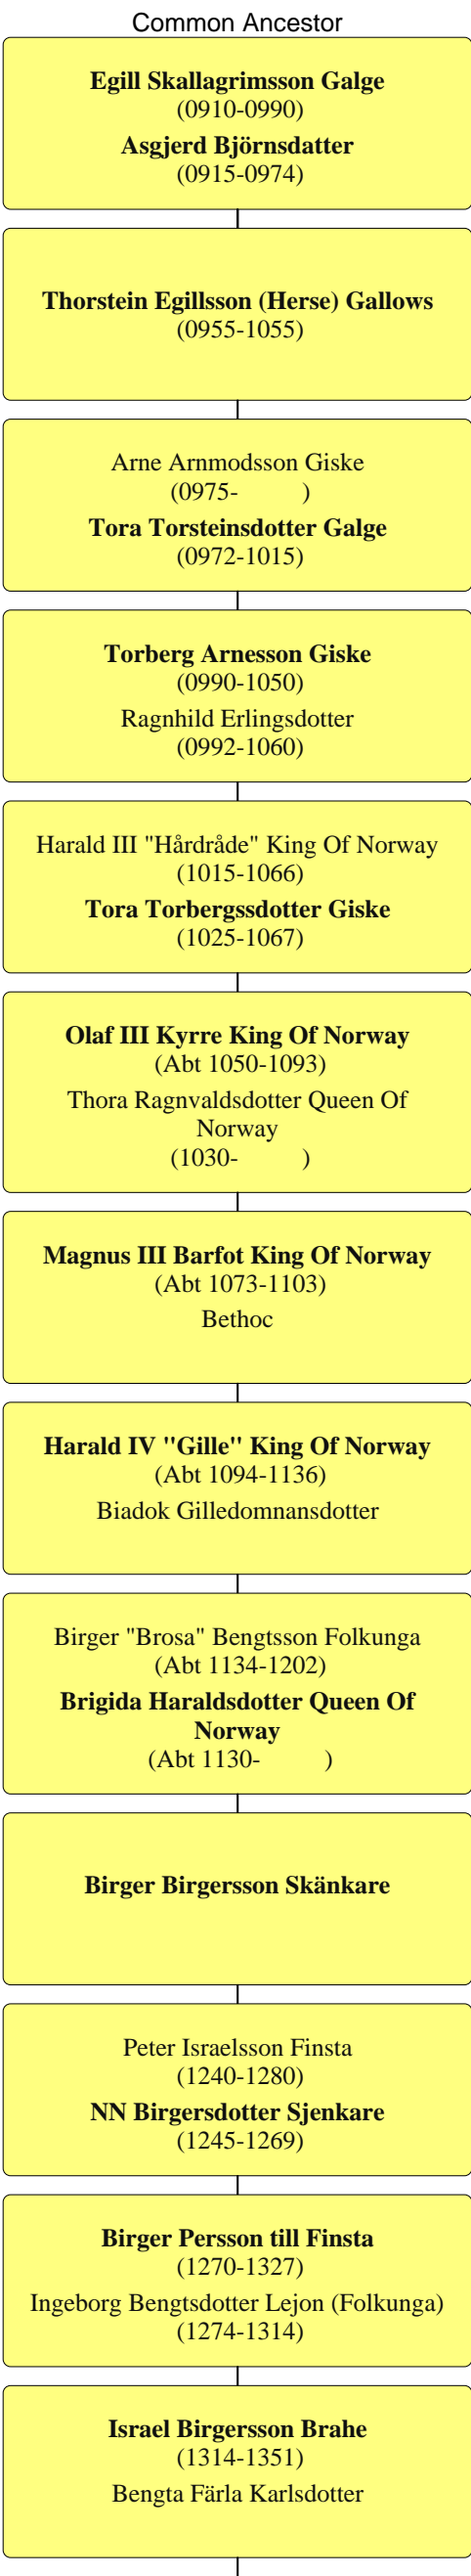 Common Ancestor
Egill Skallagrimsson Galge
(0910-0990)
Asgjerd Björnsdatter
(0915-0974)
Thorstein Egillsson (Herse) Gallows
(0955-1055)
Arne Arnmodsson Giske
(0975- )
Tora Torsteinsdotter Galge
(0972-1015)
Torberg Arnesson Giske
(0990-1050)
Ragnhild Erlingsdotter
(0992-1060)
Harald III "Hårdråde" King Of Norway
(1015-1066)
Tora Torbergssdotter Giske
(1025-1067)
Olaf III Kyrre King Of Norway
(Abt 1050-1093)
Thora Ragnvaldsdotter Queen Of
Norway
(1030- )
Magnus III Barfot King Of Norway
(Abt 1073-1103)
Bethoc
Harald IV "Gille" King Of Norway
(Abt 1094-1136)
Biadok Gilledomnansdotter
Birger "Brosa" Bengtsson Folkunga
(Abt 1134-1202)
Brigida Haraldsdotter Queen Of
Norway
(Abt 1130- )
Birger Birgersson Skänkare
Peter Israelsson Finsta
(1240-1280)
NN Birgersdotter Sjenkare
(1245-1269)
Birger Persson till Finsta
(1270-1327)
Ingeborg Bengtsdotter Lejon (Folkunga)
(1274-1314)
Israel Birgersson Brahe
(1314-1351)
Bengta Färla Karlsdotter